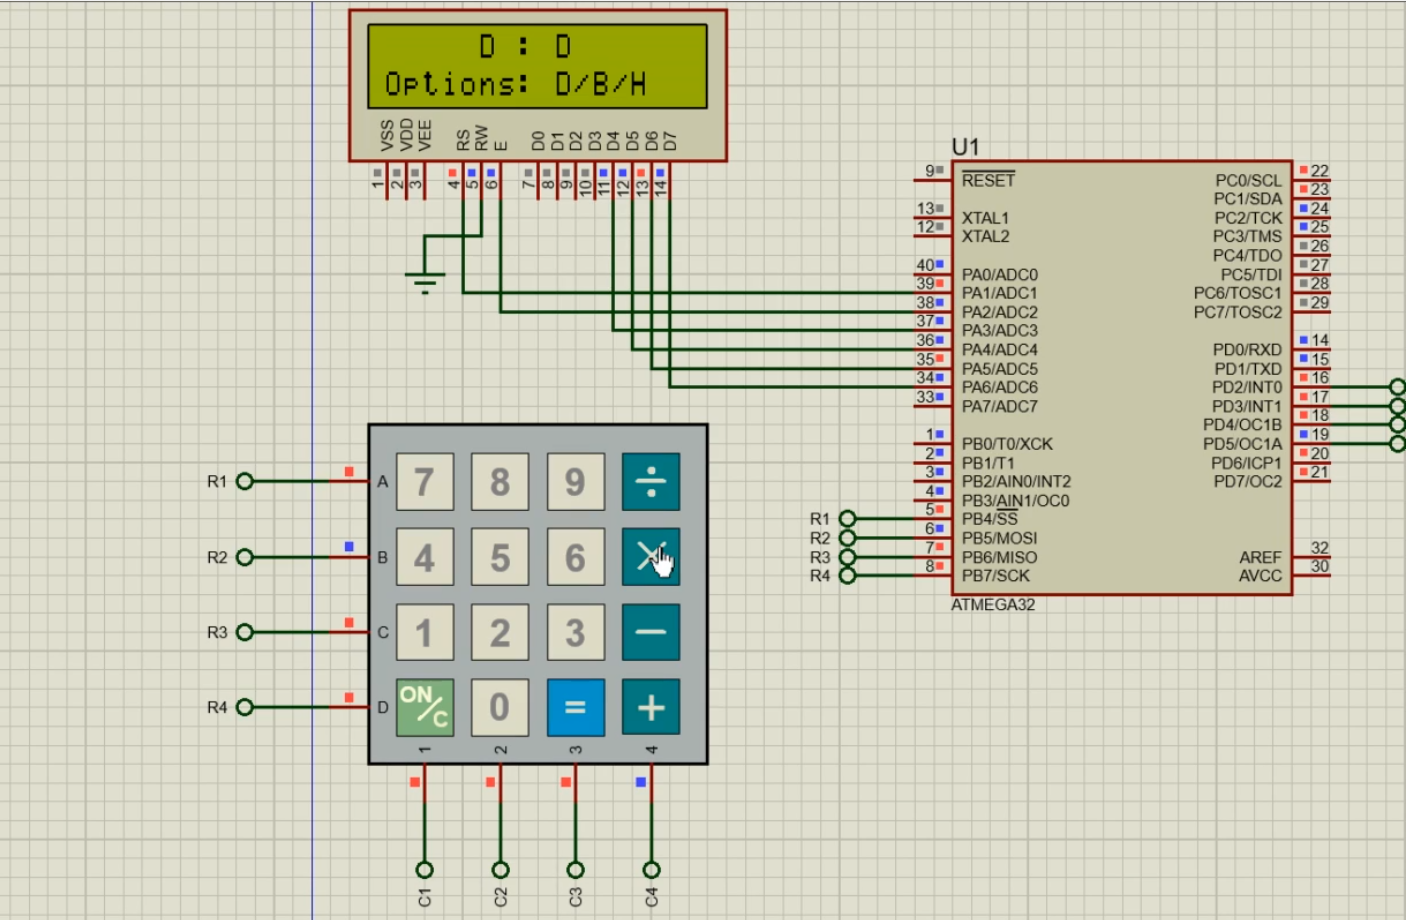 D : D
Options: D/B/H
VSS VDD VEE RS RW E D0 D1 D2 D3 D4 D5 D6 D7
1 2 3 4 5 6 7 8 9 10 11 12 13 14
U1
9 RESET PC0/SCL 22
PC1/SDA 23
13 XTAL1 PC2/TCK 24
12 XTAL2 PC3/TMS 25
PC4/TDO 26
40 PA0/ADC0 PC5/TDI 27
39 PA1/ADC1 PC6/TOSC1 28
38 PA2/ADC2 PC7/TOSC2 29
37 PA3/ADC3
36 PA4/ADC4 PD0/RXD 14
35 PA5/ADC5 PD1/TXD 15
34 PA6/ADC6 PD2/INT0 16
33 PA7/ADC7 PD3/INT1 17
PD4/OC1B 18
1 PB0/T0/XCK PD5/OC1A 19
2 PB1/T1 PD6/ICP1 20
3 PB2/AIN0/INT2 PD7/OC2 21
4 PB3/AIN1/OC0
R1 5 PB4/SS
R2 6 PB5/MOSI
R3 7 PB6/MISO AREF 32
R4 8 PB7/SCK AVCC 30
ATMEGA32
R1 A 7 8 9 ÷
R2 B 4 5 6 ×
R3 C 1 2 3 −
R4 D ON/C 0 = +
1 2 3 4
C1 C2 C3 C4